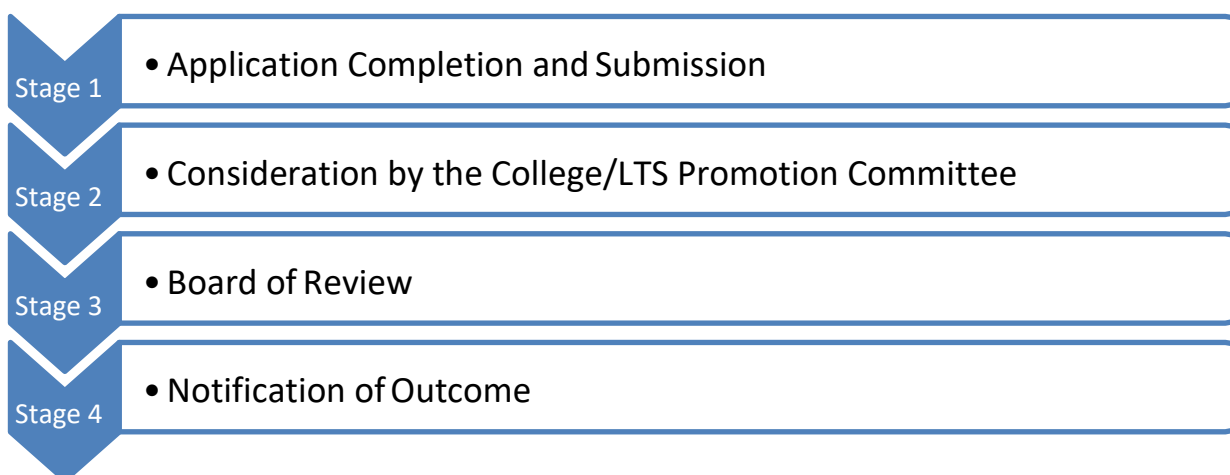 Stage 1
• Application Completion and Submission
Stage 2
• Consideration by the College/LTS Promotion Committee
Stage 3
• Board of Review
Stage 4
• Notification of Outcome